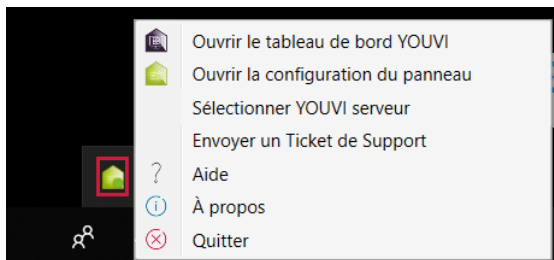 Ouvrir le tableau de bord YOUVI
Ouvrir la configuration du panneau
Sélectionner YOUVI serveur
Envoyer un Ticket de Support
Aide
À propos
Quitter